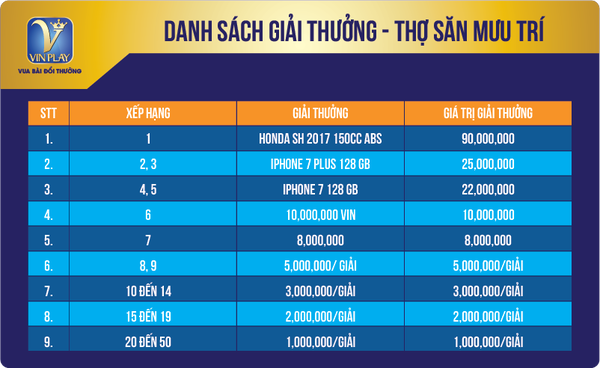 VINPLAY
VUA BÀI ĐỔI THƯỞNG
DANH SÁCH GIẢI THƯỞNG - THỢ SĂN MƯU TRÍ
STT XẾP HẠNG GIẢI THƯỞNG GIÁ TRỊ GIẢI THƯỞNG
1. 1 HONDA SH 2017 150CC ABS 90,000,000
2. 2, 3 IPHONE 7 PLUS 128 GB 25,000,000
3. 4, 5 IPHONE 7 128 GB 22,000,000
4. 6 10,000,000 VIN 10,000,000
5. 7 8,000,000 8,000,000
6. 8, 9 5,000,000/ GIẢI 5,000,000/GIẢI
7. 10 ĐẾN 14 3,000,000/GIẢI 3,000,000/GIẢI
8. 15 ĐẾN 19 2,000,000/GIẢI 2,000,000/GIẢI
9. 20 ĐẾN 50 1,000,000/GIẢI 1,000,000/GIẢI